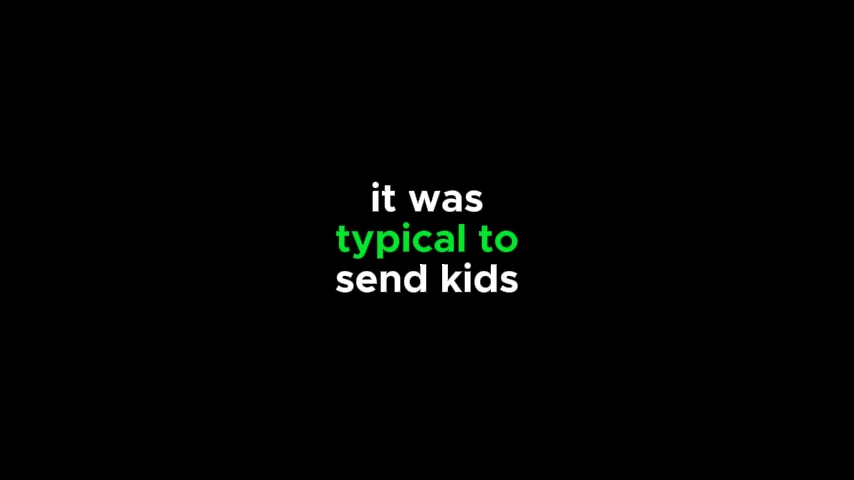 it was
typical to
send kids